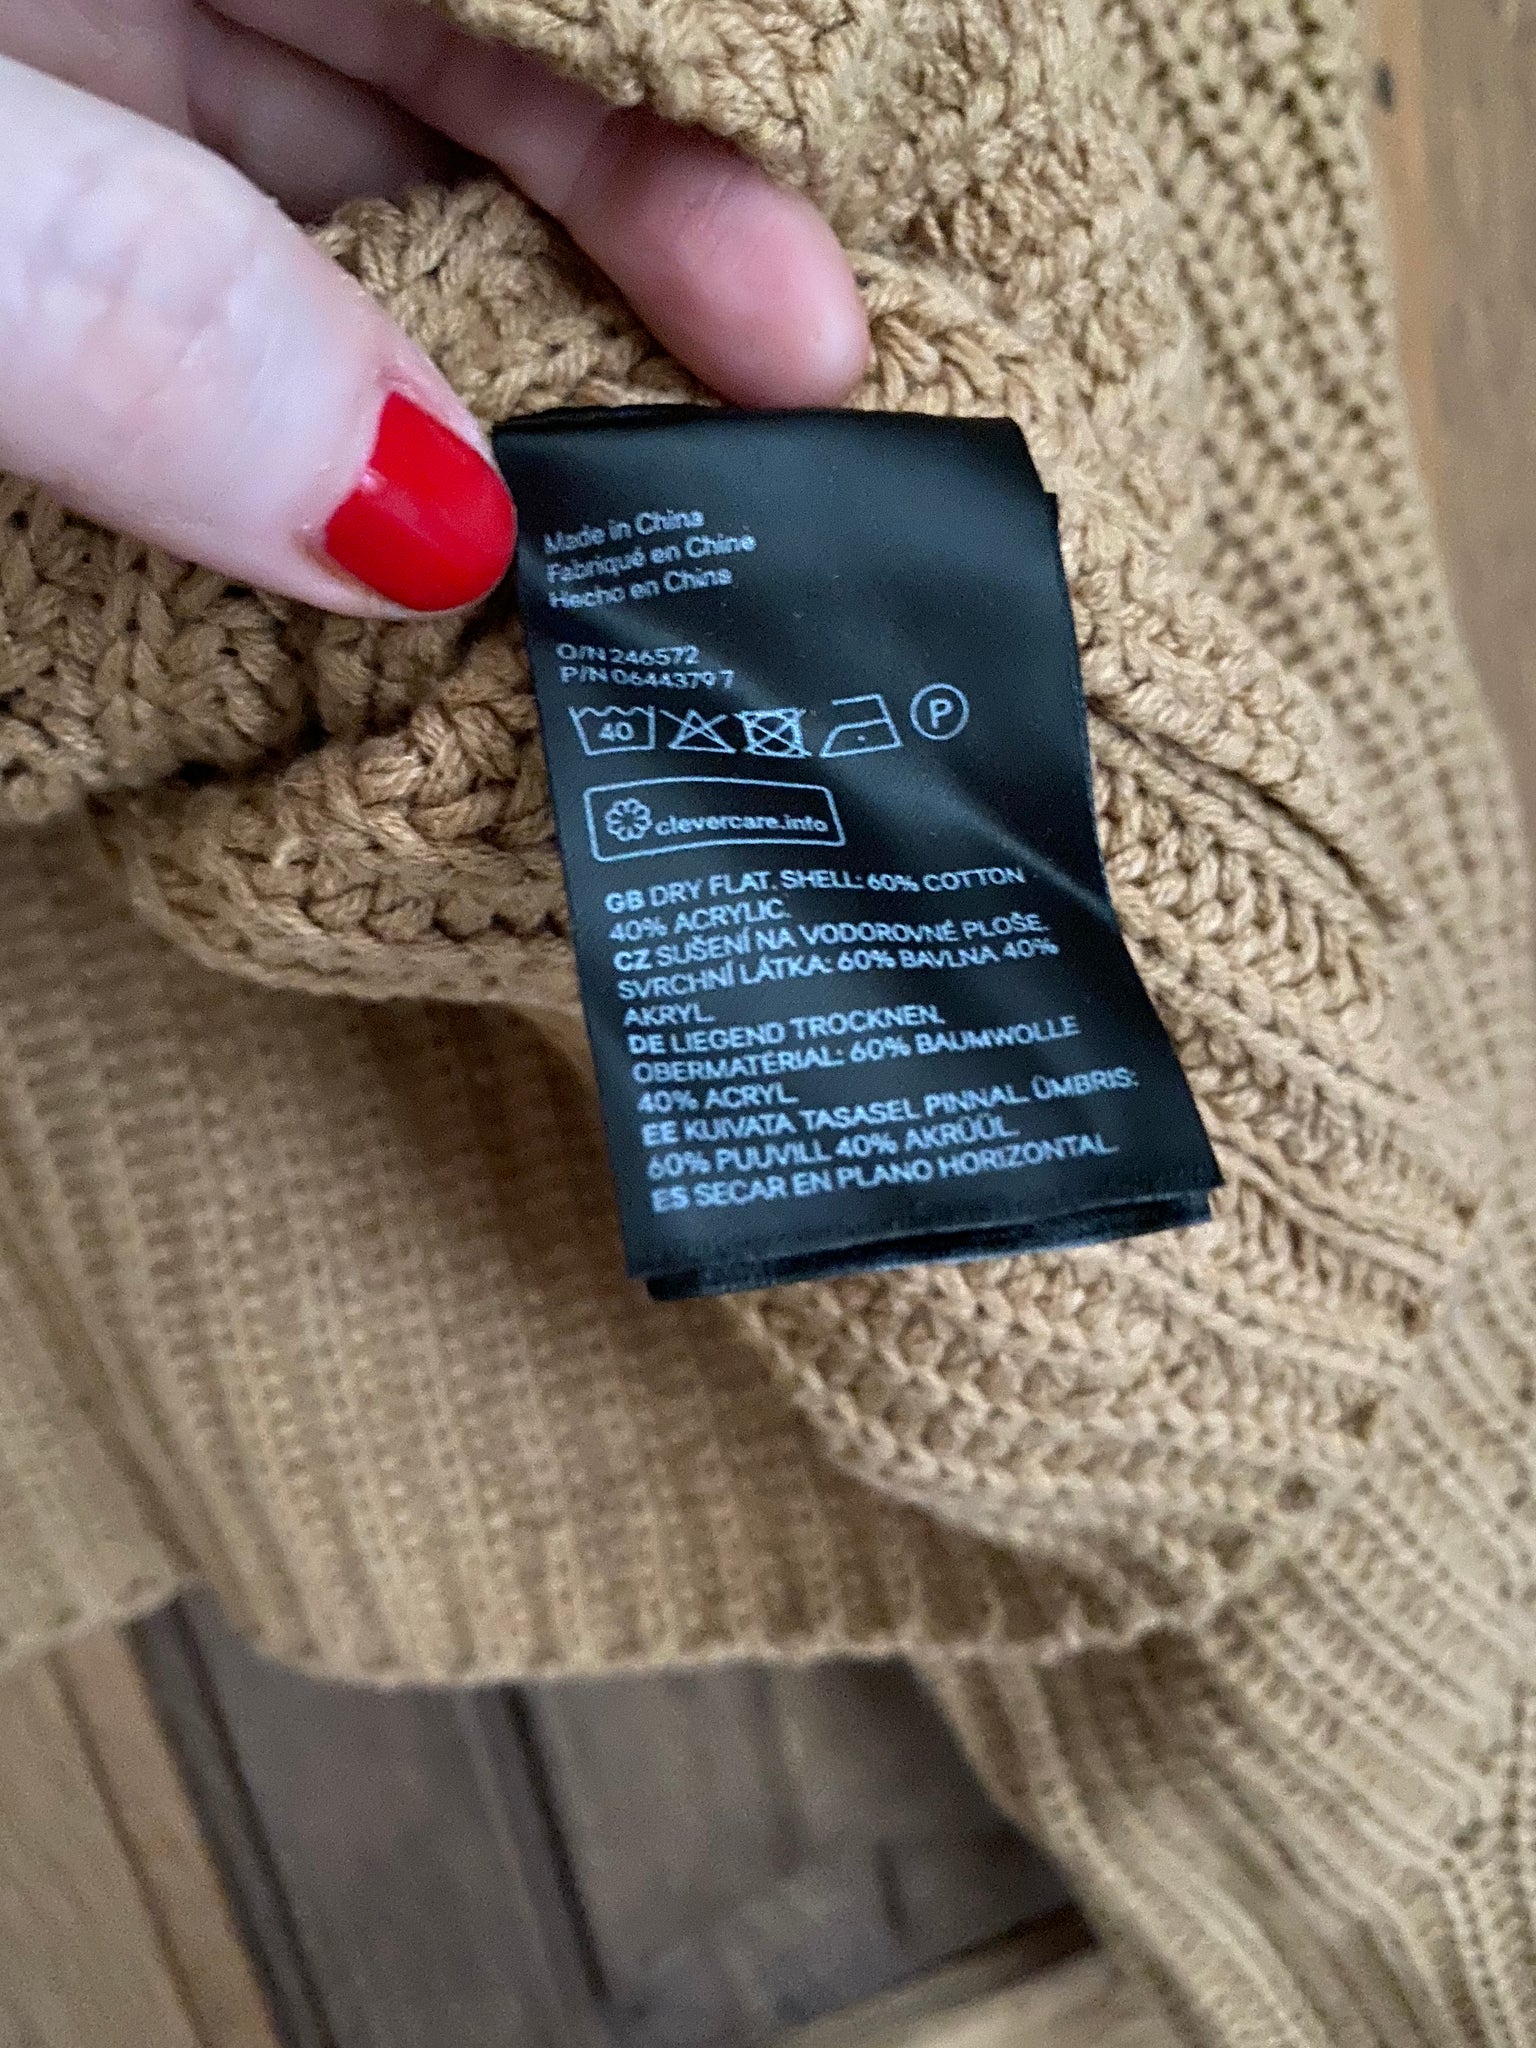 Made in China
Fabriqué en Chine
Hecho en China
O/N 246572
P/N 0644379 7
40
P
clevercare.info
GB DRY FLAT. SHELL: 60% COTTON
40% ACRYLIC.
CZ SUŠENÍ NA VODOROVNÉ PLOŠE.
SVRCHNÍ LÁTKA: 60% BAVLNA 40%
AKRYL.
DE LIEGEND TROCKNEN.
OBERMATERIAL: 60% BAUMWOLLE
40% ACRYL.
EE KUIVATA TASASEL PINNAL. ÜMBRIS:
60% PUUVILL 40% AKRÜÜL.
ES SECAR EN PLANO HORIZONTAL.